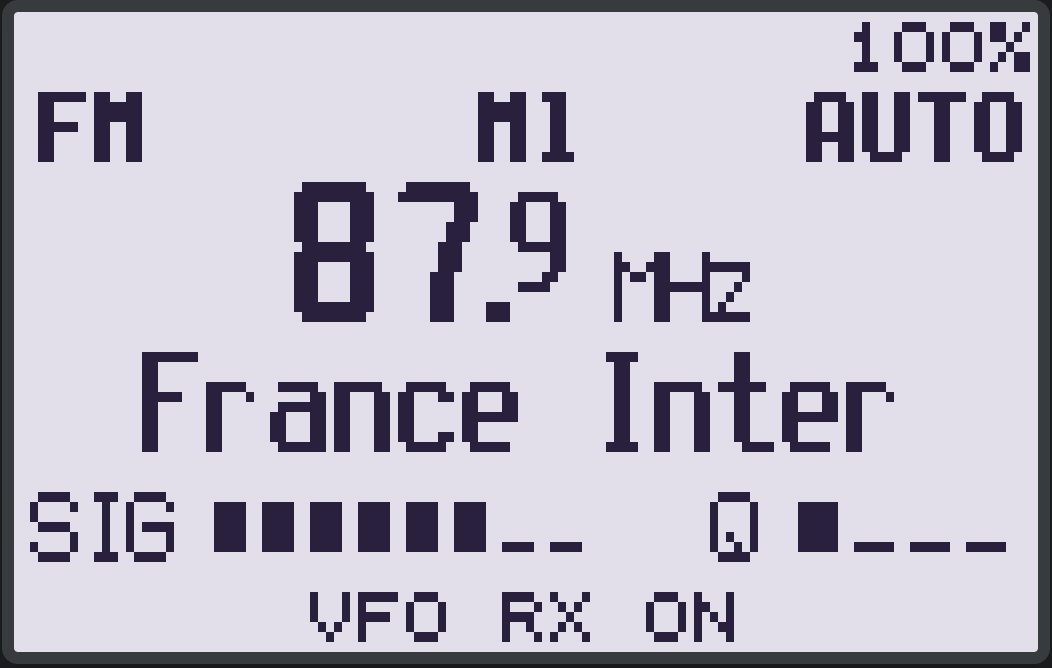 100%
FM M1 AUTO
87.9 MHz
France Inter
SIG Q
VFO RX ON